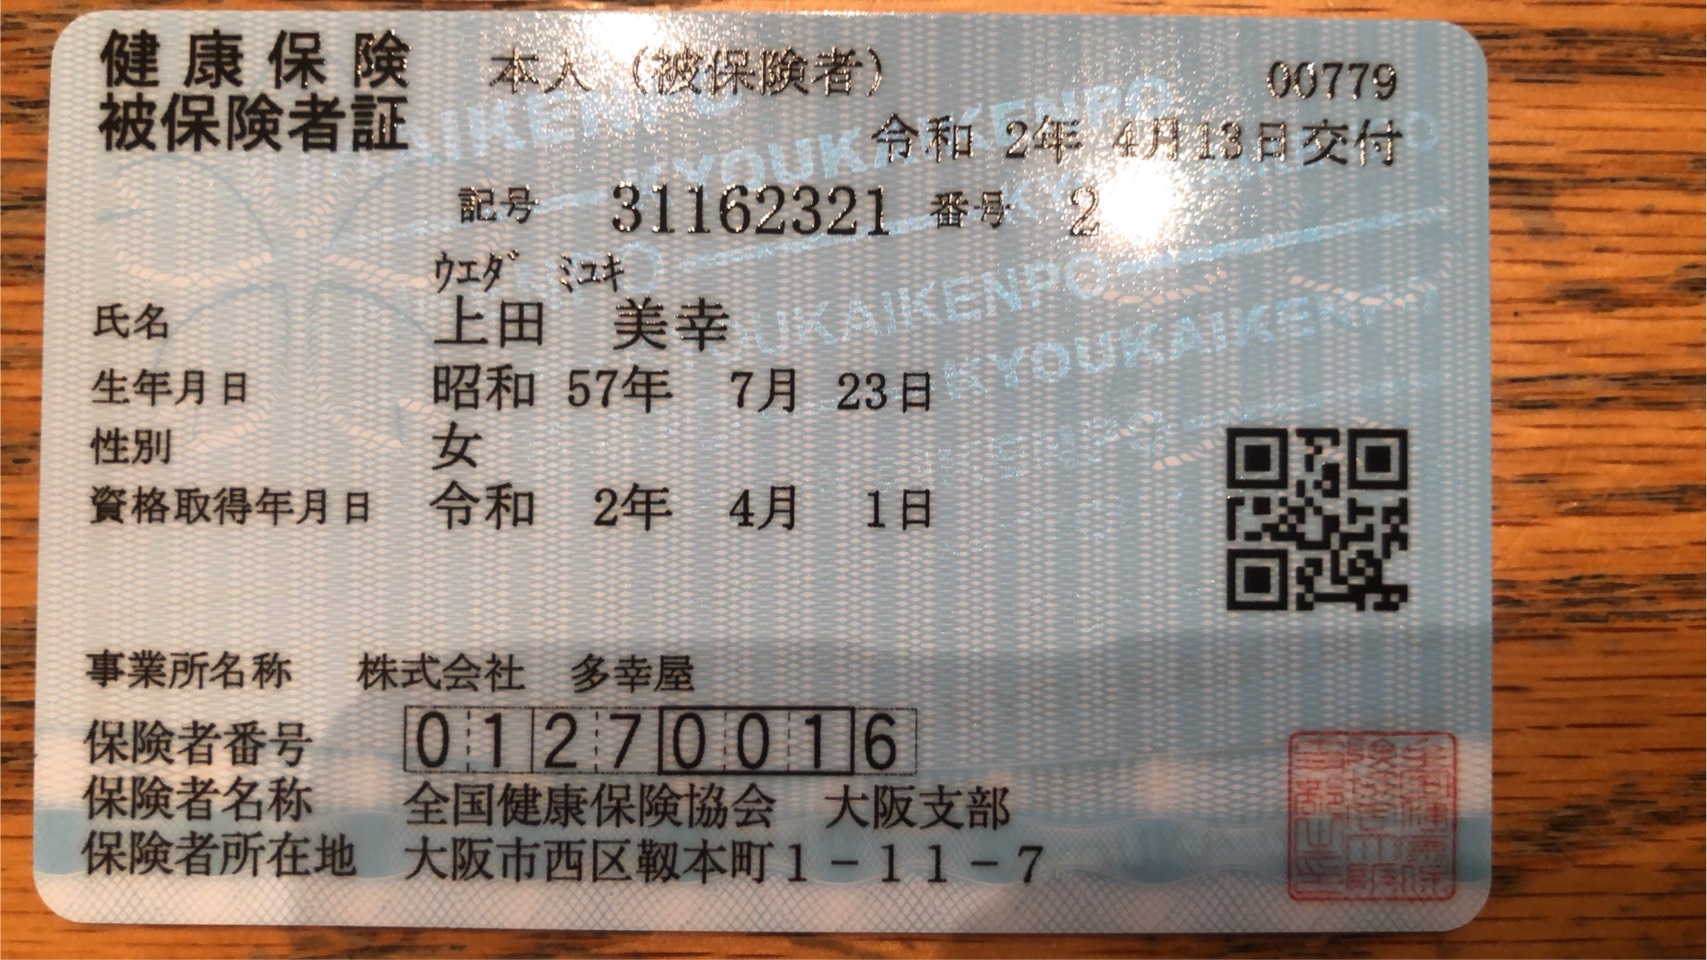 健康保険 本人（被保険者） 00779
被保険者証 令和 2年 4月13日交付
記号 31162321 番号 2
ｳｴﾀﾞ ﾐﾕｷ
氏名 上田 美幸
生年月日 昭和 57年 7月 23日
性別 女
資格取得年月日 令和 2年 4月 1日
事業所名称 株式会社 多幸屋
保険者番号 01270016
保険者名称 全国健康保険協会 大阪支部
保険者所在地 大阪市西区靱本町1－11－7
KYOUKAIKENPO
KYOUKAIKENPO